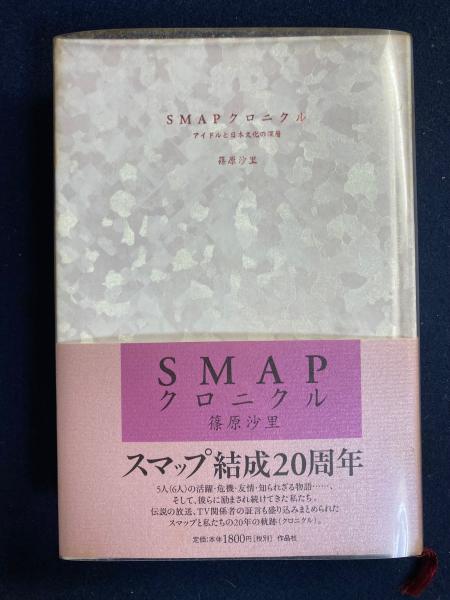 SMAPクロニクル
アイドルと日本文化の深層
篠原沙里
SMAP
クロニクル
篠原沙里
スマップ結成20周年
5人(6人)の活躍・危機・友情・知られざる物語……、
そして、彼らに励まされ続けてきた私たち。
伝説の放送、TV関係者の証言も盛り込みまとめられた
スマップと私たちの20年の軌跡(クロニクル)。
定価:本体1800円[税別] 作品社